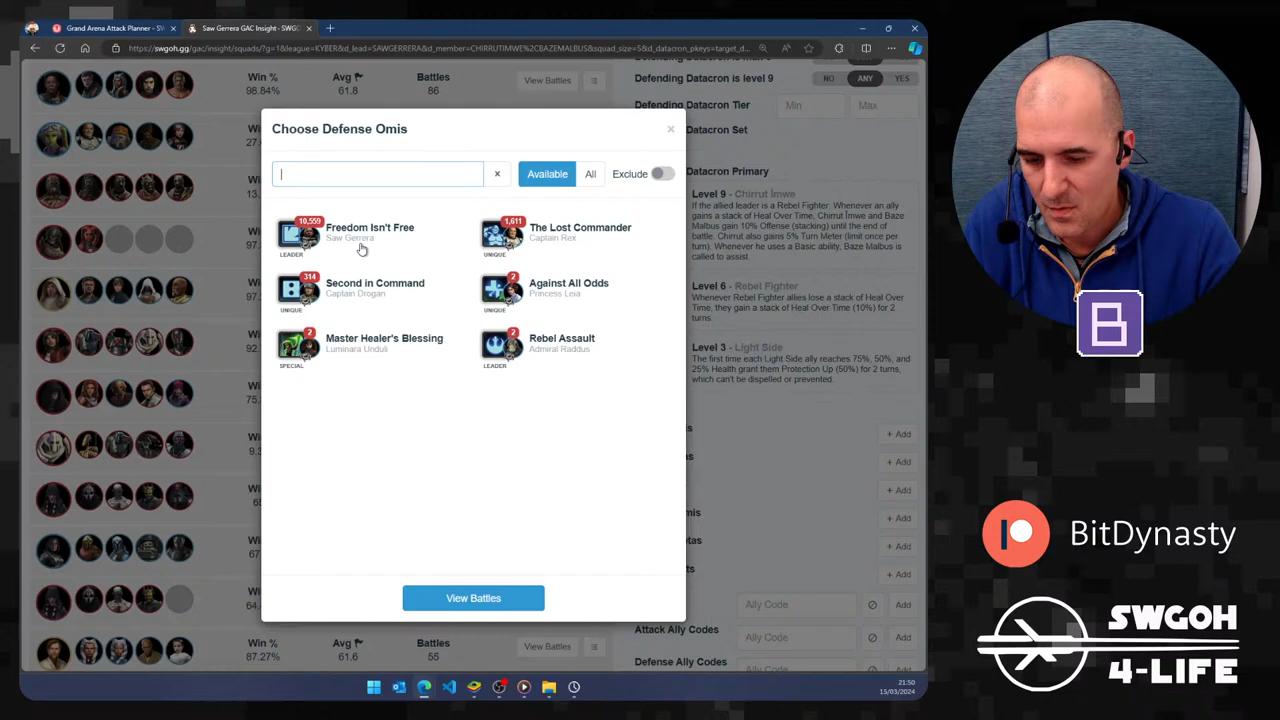 Grand Arena Attack Planner - SW
Saw Gerrera GAC Insight - SWGO
https://swgoh.gg/gac/insight/squads/?g=1&league=KYBER&d_lead=SAWGERRERA&d_member=CHIRRUTIMWE%2CBAZEMALBUS&squad_size=5&d_datacron_pkeys=target_d...
Win %
98.84%
Avg
61.8
Battles
86
View Battles
Defending Datacron is level 9
NO
ANY
YES
Defending Datacron Tier
Min
Max
Datacron Set
Datacron Primary
Level 9 - Chirrut Îmwe
If the allied leader is a Rebel Fighter: Whenever an ally
gains a stack of Heal Over Time, Chirrut Îmwe and Baze
Malbus gain 10% Offense (stacking) until the end of
battle. Chirrut also gains 5% Turn Meter (limit once per
turn). Whenever he uses a Basic ability, Baze Malbus is
called to assist.
Level 6 - Rebel Fighter
Whenever Rebel Fighter allies lose a stack of Heal Over
Time, they gain a stack of Heal Over Time (10%) for 2
turns.
Level 3 - Light Side
The first time each Light Side ally reaches 75%, 50%, and
25% Health grant them Protection Up (50%) for 2 turns,
which can't be dispelled or prevented.
Choose Defense Omis
×
×
Available
All
Exclude
10,559
Freedom Isn't Free
Saw Gerrera
LEADER
1,611
The Lost Commander
Captain Rex
UNIQUE
314
Second in Command
Captain Drogan
UNIQUE
2
Against All Odds
Princess Leia
UNIQUE
2
Master Healer's Blessing
Luminara Unduli
SPECIAL
2
Rebel Assault
Admiral Raddus
LEADER
View Battles
+ Add
+ Add
+ Add
+ Add
+ Add
+ Add
Ally Code
Add
Attack Ally Codes
Ally Code
Add
Defense Ally Codes
Ally Code
Add
Win %
87.27%
Avg
61.6
Battles
55
View Battles
21:50
15/03/2024
B
BitDynasty
SWGOH
4-LIFE